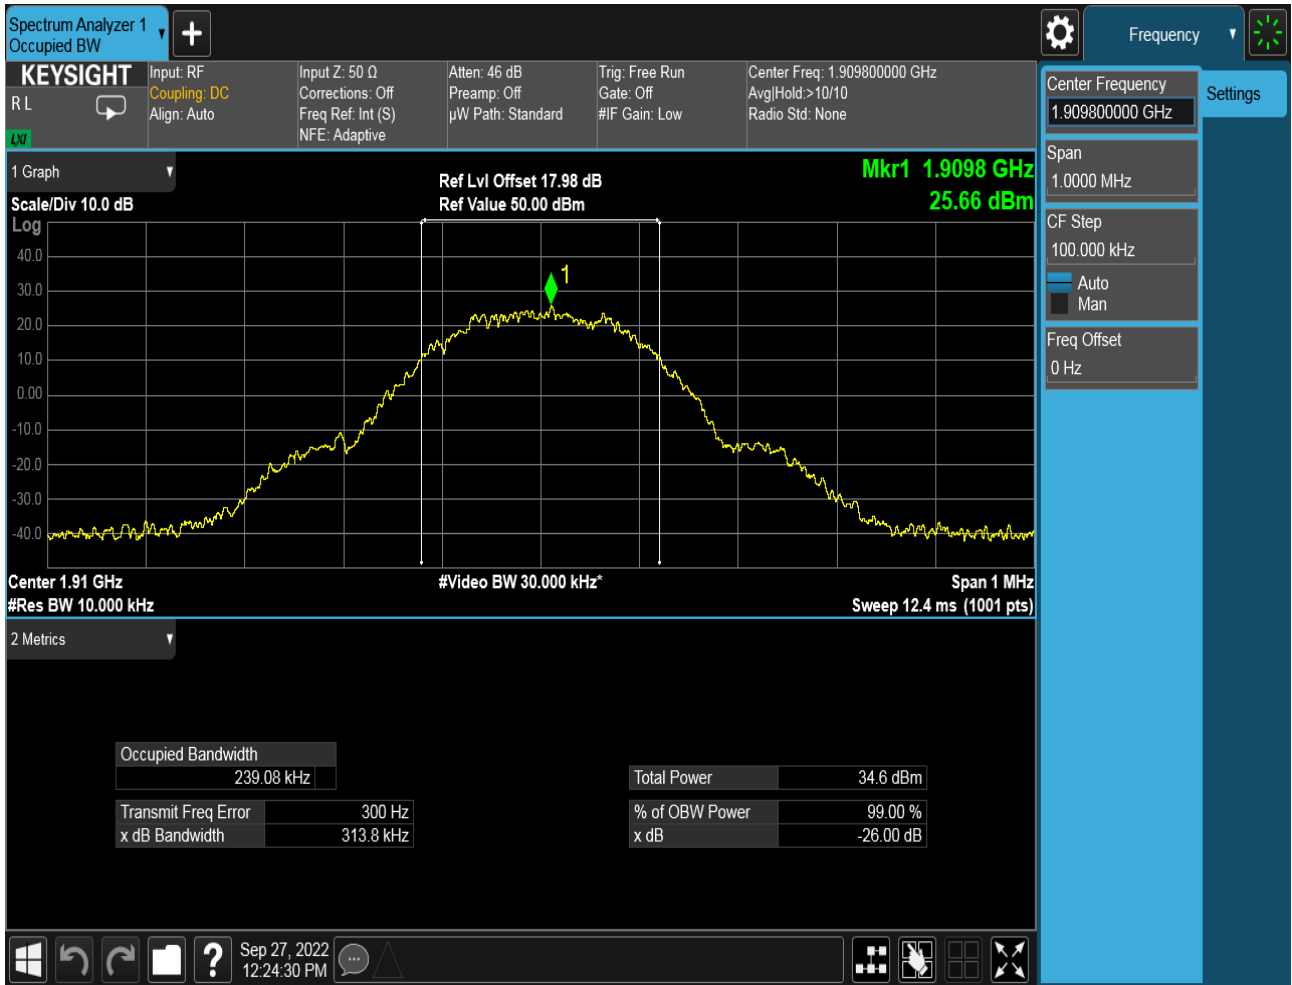 Spectrum Analyzer 1
Occupied BW
Frequency
KEYSIGHT
R L
LXI
Input: RF
Coupling: DC
Align: Auto
Input Z: 50 Ω
Corrections: Off
Freq Ref: Int (S)
NFE: Adaptive
Atten: 46 dB
Preamp: Off
µW Path: Standard
Trig: Free Run
Gate: Off
#IF Gain: Low
Center Freq: 1.909800000 GHz
Avg|Hold:>10/10
Radio Std: None
Center Frequency
1.909800000 GHz
Settings
Span
1.0000 MHz
CF Step
100.000 kHz
Auto
Man
Freq Offset
0 Hz
1 Graph
Scale/Div 10.0 dB
Log
Ref Lvl Offset 17.98 dB
Ref Value 50.00 dBm
Mkr1 1.9098 GHz
25.66 dBm
1
40.0
30.0
20.0
10.0
0.00
-10.0
-20.0
-30.0
-40.0
Center 1.91 GHz
#Video BW 30.000 kHz*
Span 1 MHz
#Res BW 10.000 kHz
Sweep 12.4 ms (1001 pts)
2 Metrics
Occupied Bandwidth
239.08 kHz
Transmit Freq Error 300 Hz
x dB Bandwidth 313.8 kHz
Total Power 34.6 dBm
% of OBW Power 99.00 %
x dB -26.00 dB
?
Sep 27, 2022
12:24:30 PM